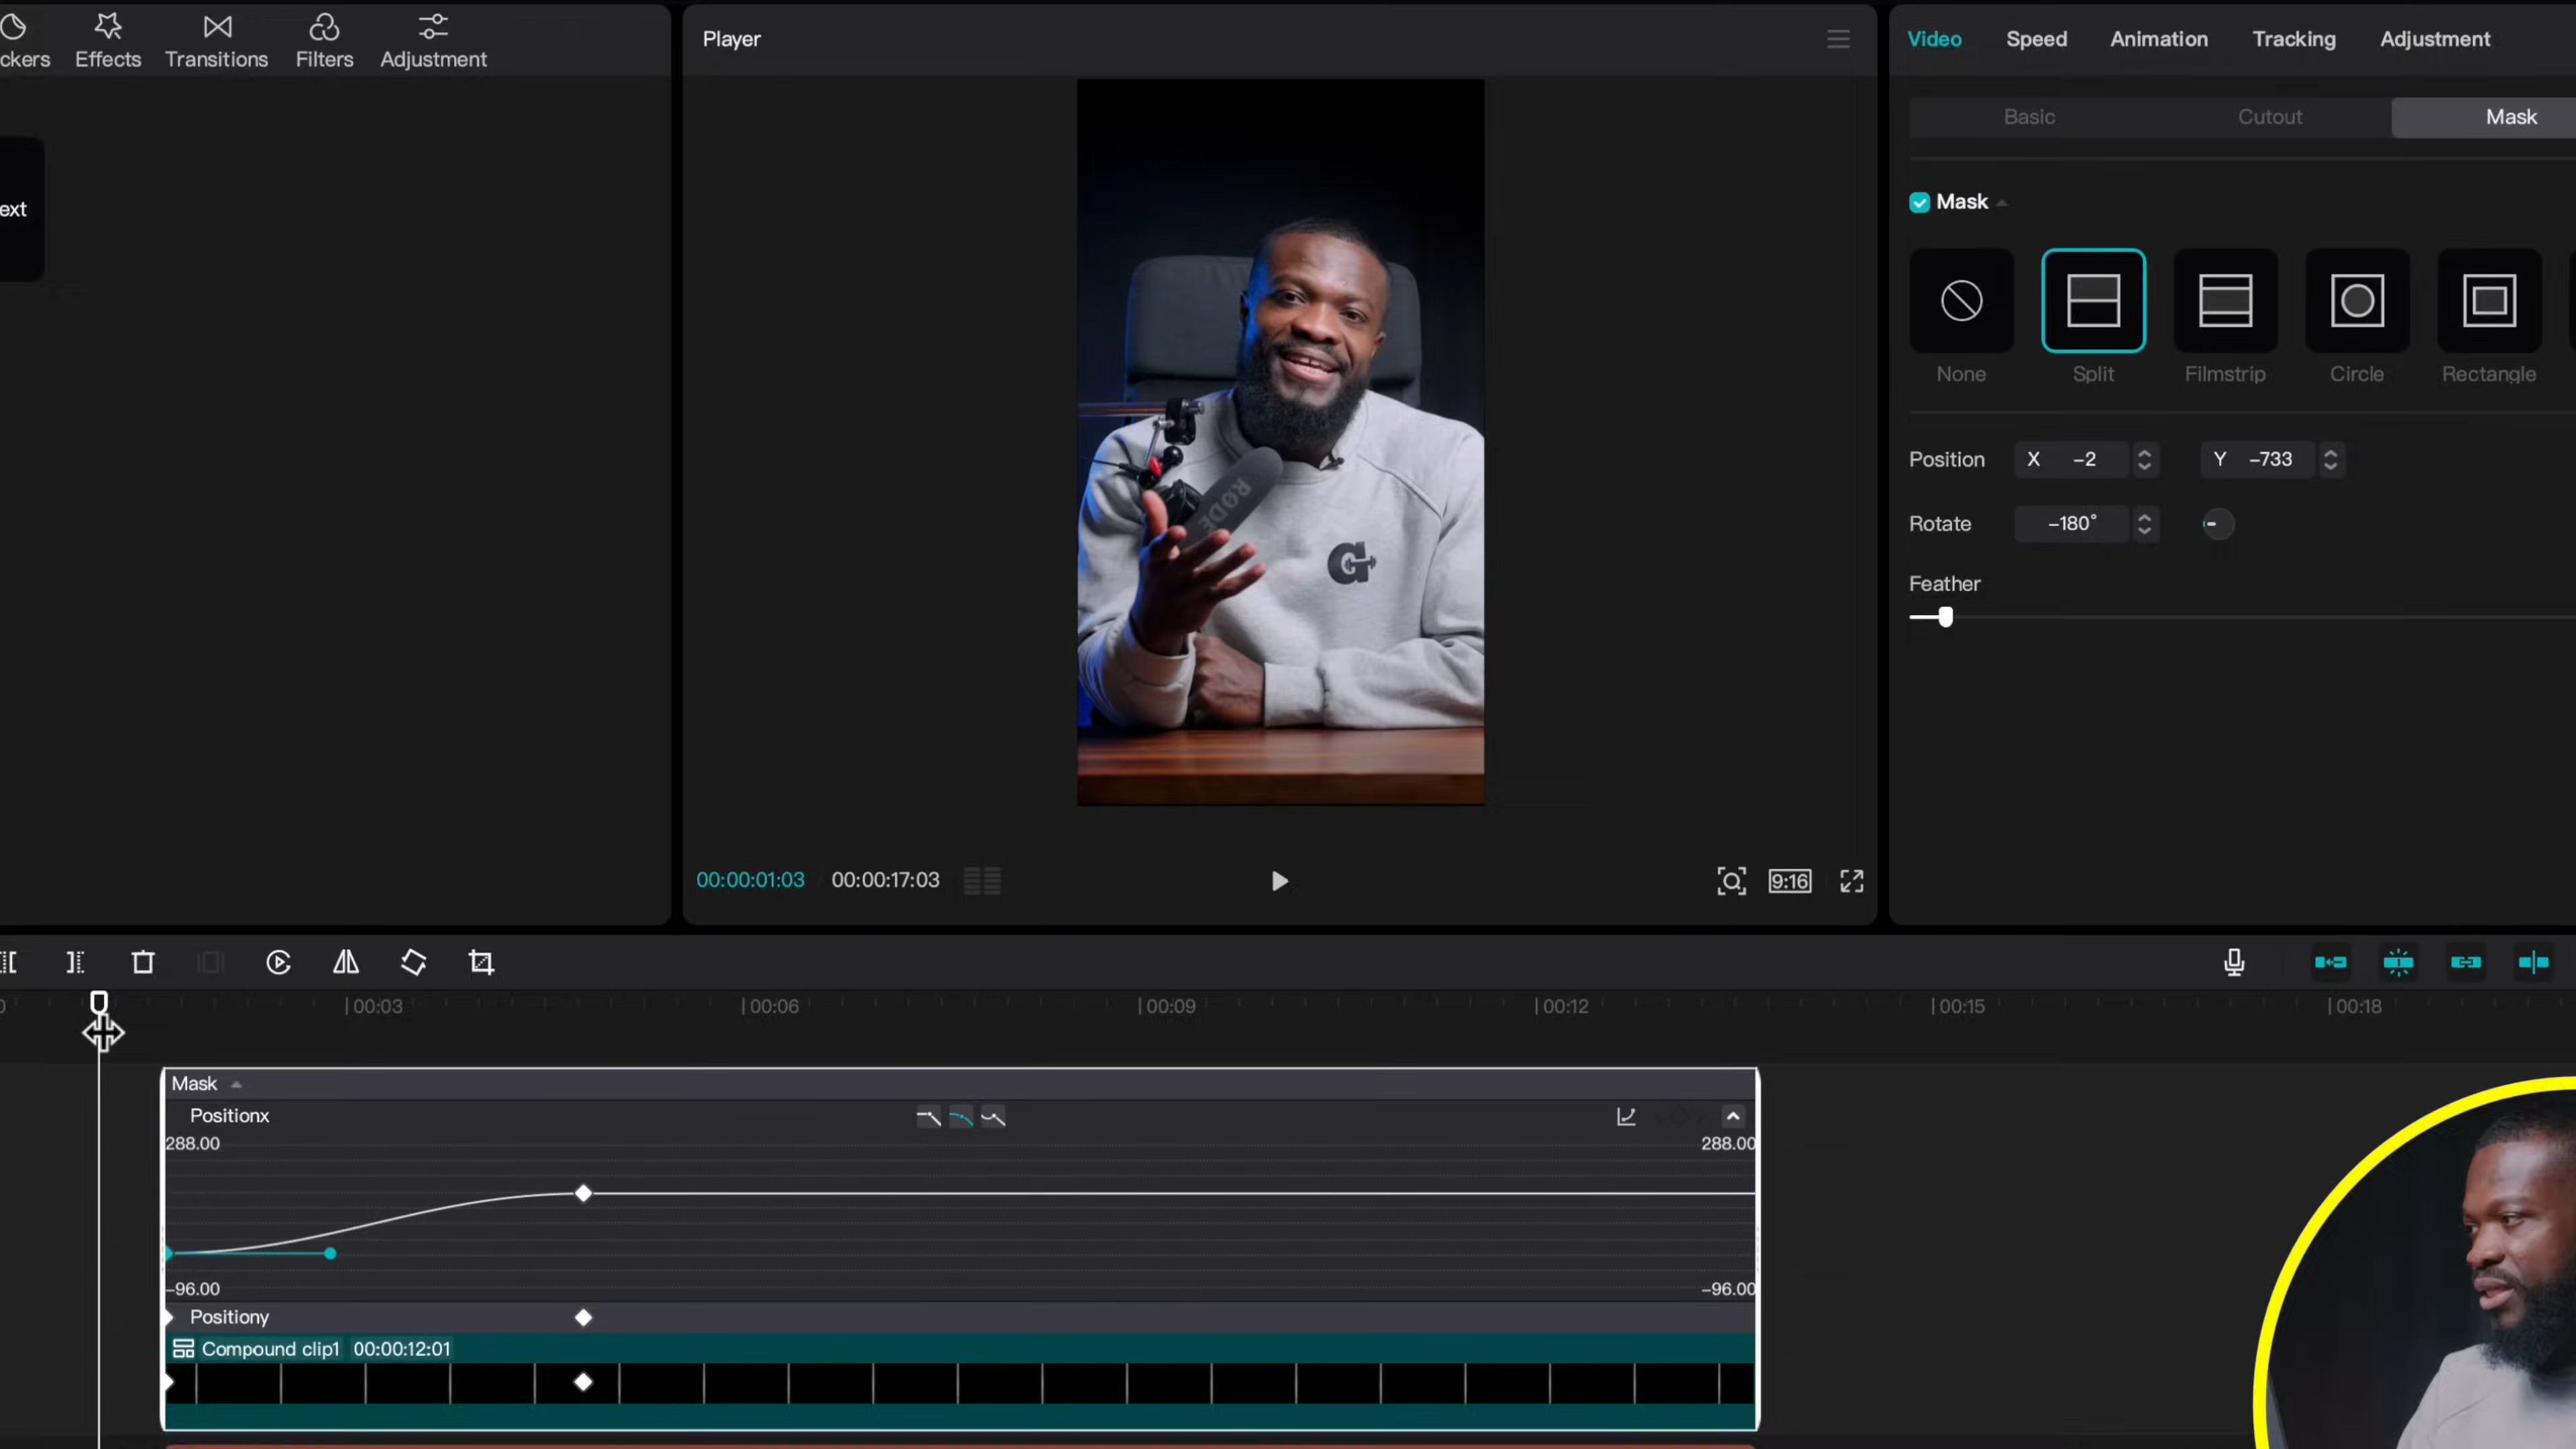 ckers
Effects
Transitions
Filters
Adjustment
ext
Player
RØDE
G
00:00:01:03 / 00:00:17:03
9:16
Video
Speed
Animation
Tracking
Adjustment
Basic
Cutout
Mask
Mask
None
Split
Filmstrip
Circle
Rectangle
Position X -2 Y -733
Rotate -180°
Feather
0 00:03 00:06 00:09 00:12 00:15 00:18
Mask
Positionx
288.00 288.00
-96.00 -96.00
Positiony
Compound clip1 00:00:12:01